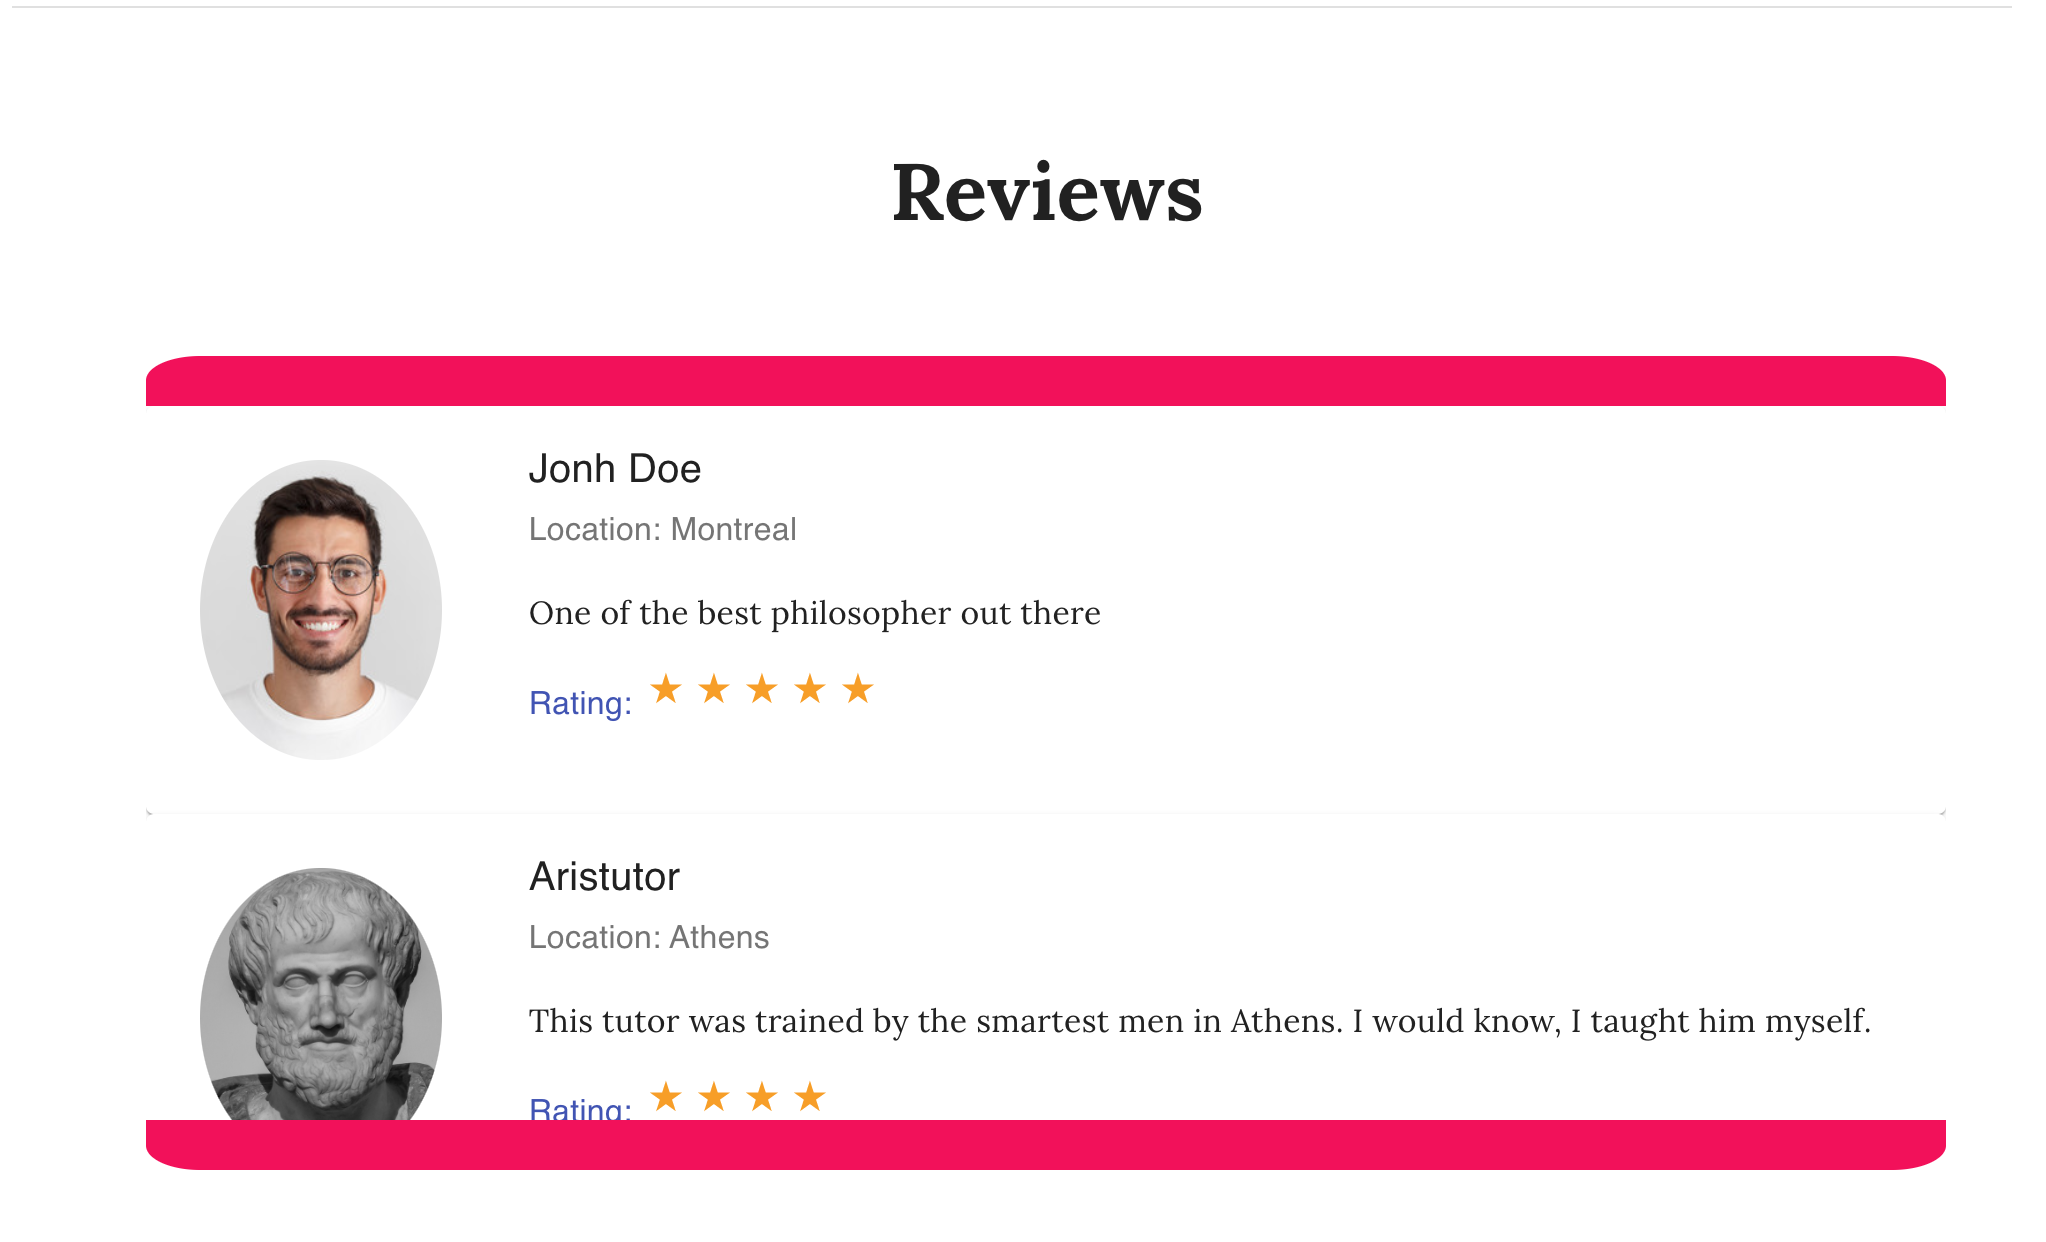 Reviews
Jonh Doe
Location: Montreal
One of the best philosopher out there
Rating: ★ ★ ★ ★ ★
Aristutor
Location: Athens
This tutor was trained by the smartest men in Athens. I would know, I taught him myself.
Rating: ★ ★ ★ ★